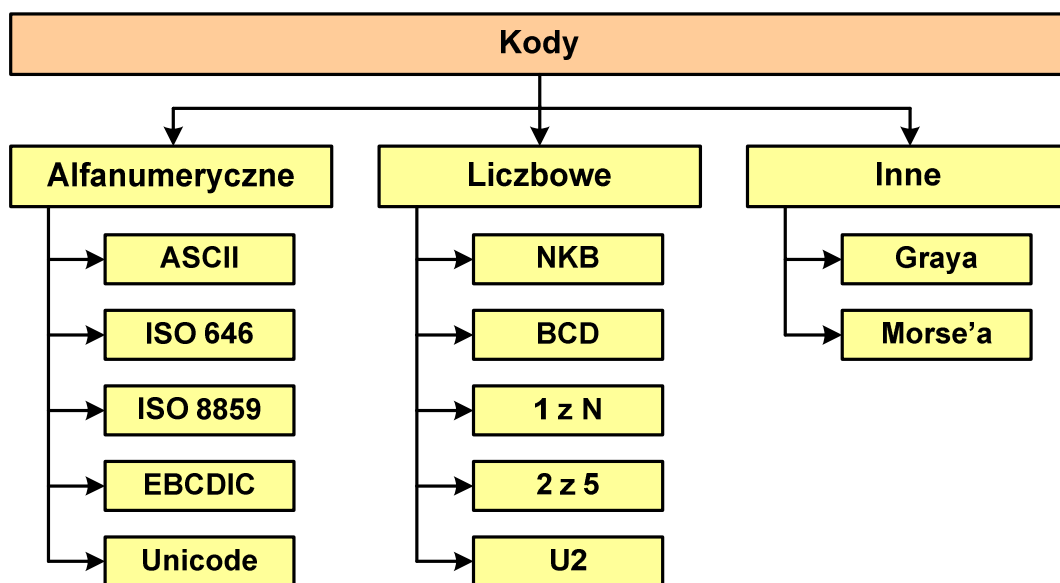 Kody
Alfanumeryczne
ASCII
ISO 646
ISO 8859
EBCDIC
Unicode
Liczbowe
NKB
BCD
1 z N
2 z 5
U2
Inne
Graya
Morse’a